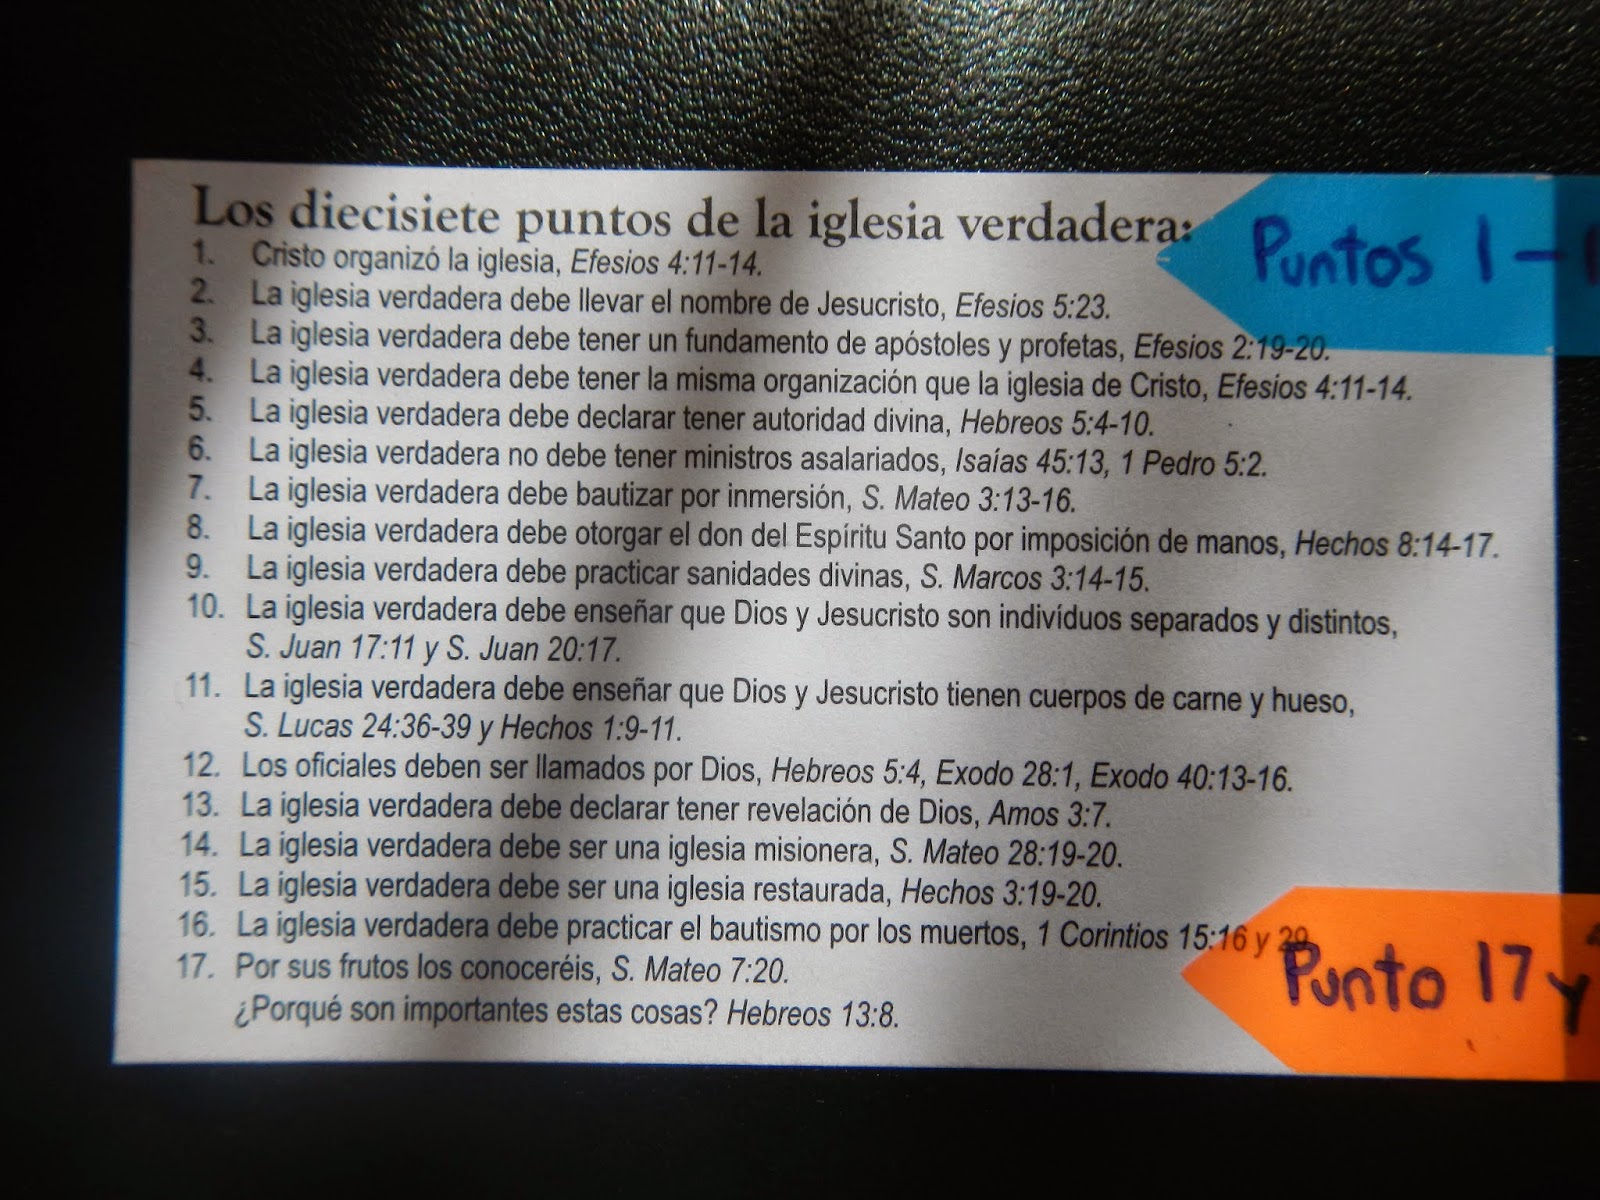 Los diecisiete puntos de la iglesia verdadera:
1. Cristo organizó la iglesia, Efesios 4:11-14.
2. La iglesia verdadera debe llevar el nombre de Jesucristo, Efesios 5:23.
3. La iglesia verdadera debe tener un fundamento de apóstoles y profetas, Efesios 2:19-20.
4. La iglesia verdadera debe tener la misma organización que la iglesia de Cristo, Efesios 4:11-14.
5. La iglesia verdadera debe declarar tener autoridad divina, Hebreos 5:4-10.
6. La iglesia verdadera no debe tener ministros asalariados, Isaías 45:13, 1 Pedro 5:2.
7. La iglesia verdadera debe bautizar por inmersión, S. Mateo 3:13-16.
8. La iglesia verdadera debe otorgar el don del Espíritu Santo por imposición de manos, Hechos 8:14-17.
9. La iglesia verdadera debe practicar sanidades divinas, S. Marcos 3:14-15.
10. La iglesia verdadera debe enseñar que Dios y Jesucristo son indivíduos separados y distintos,
S. Juan 17:11 y S. Juan 20:17.
11. La iglesia verdadera debe enseñar que Dios y Jesucristo tienen cuerpos de carne y hueso,
S. Lucas 24:36-39 y Hechos 1:9-11.
12. Los oficiales deben ser llamados por Dios, Hebreos 5:4, Exodo 28:1, Exodo 40:13-16.
13. La iglesia verdadera debe declarar tener revelación de Dios, Amos 3:7.
14. La iglesia verdadera debe ser una iglesia misionera, S. Mateo 28:19-20.
15. La iglesia verdadera debe ser una iglesia restaurada, Hechos 3:19-20.
16. La iglesia verdadera debe practicar el bautismo por los muertos, 1 Corintios 15:16 y 29.
17. Por sus frutos los conoceréis, S. Mateo 7:20.
¿Porqué son importantes estas cosas? Hebreos 13:8.
Puntos 1 -
Punto 17 y